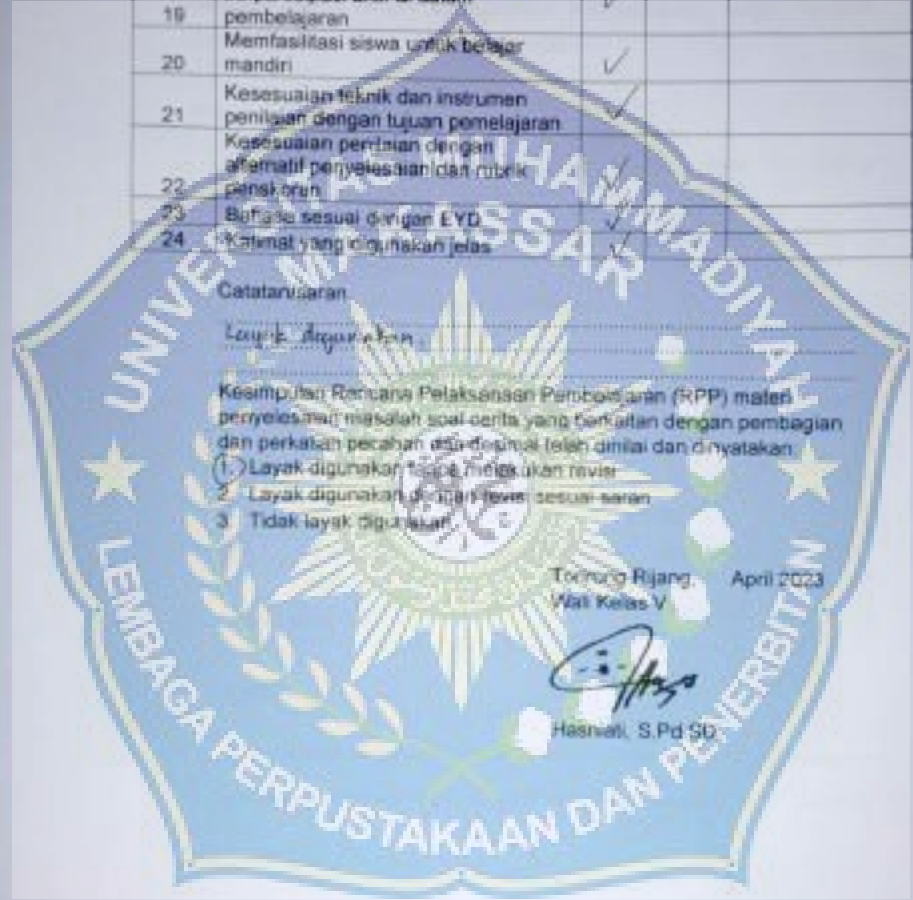 19 pembelajaran
Memfasilitasi siswa untuk belajar
20 mandiri ✓
Kesesuaian teknik dan instrumen
21 penilaian dengan tujuan pemelajaran ✓
Kesesuaian penilaian dengan
alternatif penyelesaian dan rubrik
22 penskoran ✓
23 Bahasa sesuai dengan EYD ✓
24 Kalimat yang digunakan jelas ✓
Catatan/saran
Layak digunakan
Kesimpulan Rancana Pelaksanaan Pembelajaran (RPP) materi
penyelesaian masalah soal cerita yang berkaitan dengan pembagian
dan perkalian pecahan dan desimal telah dinilai dan dinyatakan:
1. Layak digunakan tanpa melakukan revisi
2. Layak digunakan dengan revisi sesuai saran
3. Tidak layak digunakan
Rijang, April 2023
Wali Kelas V
Hasniati, S.Pd SD
UNIVERSITAS MUHAMMADIYAH
MAKASSAR
LEMBAGA PERPUSTAKAAN DAN PENERBITAN